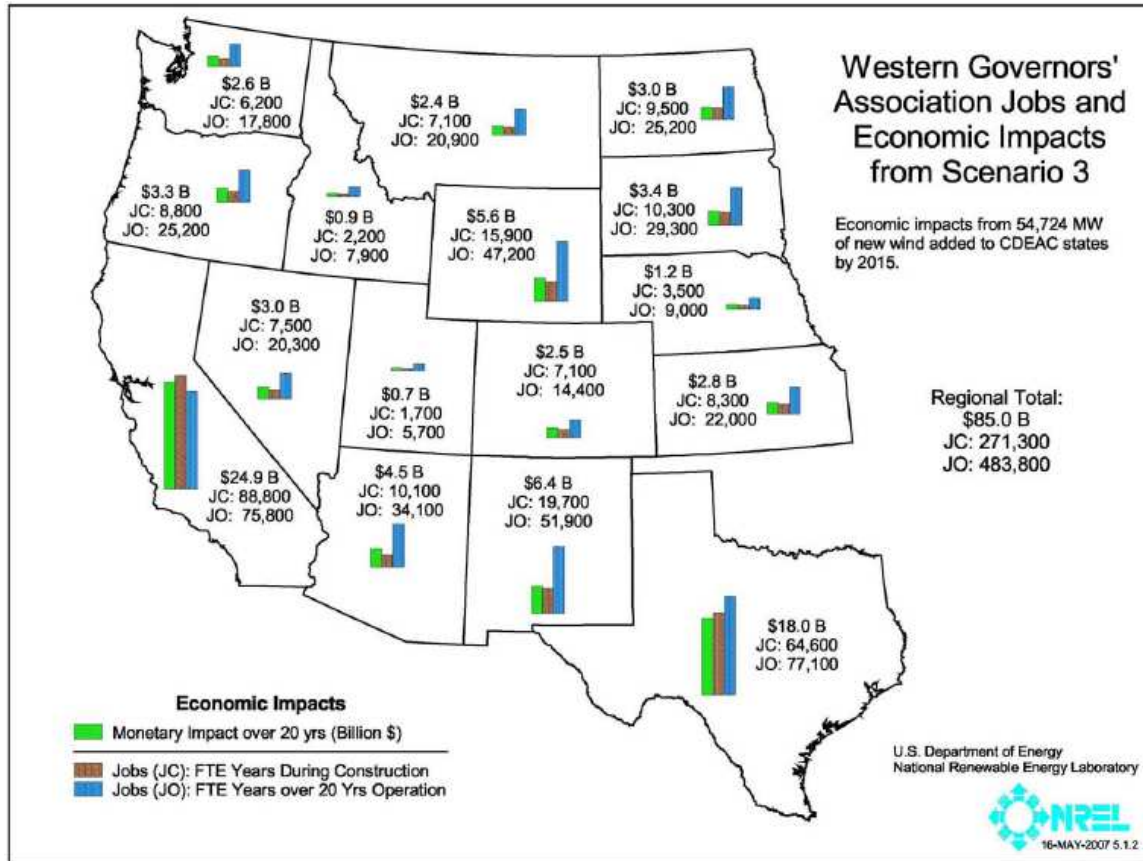 Western Governors'
Association Jobs and
Economic Impacts
from Scenario 3
Economic impacts from 54,724 MW
of new wind added to CDEAC states
by 2015.
$2.6 B
JC: 6,200
JO: 17,800
$2.4 B
JC: 7,100
JO: 20,900
$3.0 B
JC: 9,500
JO: 25,200
$3.3 B
JC: 8,800
JO: 25,200
$0.9 B
JC: 2,200
JO: 7,900
$5.6 B
JC: 15,900
JO: 47,200
$3.4 B
JC: 10,300
JO: 29,300
$1.2 B
JC: 3,500
JO: 9,000
$3.0 B
JC: 7,500
JO: 20,300
$0.7 B
JC: 1,700
JO: 5,700
$2.5 B
JC: 7,100
JO: 14,400
$2.8 B
JC: 8,300
JO: 22,000
Regional Total:
$85.0 B
JC: 271,300
JO: 483,800
$24.9 B
JC: 88,800
JO: 75,800
$4.5 B
JC: 10,100
JO: 34,100
$6.4 B
JC: 19,700
JO: 51,900
$18.0 B
JC: 64,600
JO: 77,100
Economic Impacts
Monetary Impact over 20 yrs (Billion $)
Jobs (JC): FTE Years During Construction
Jobs (JO): FTE Years over 20 Yrs Operation
U.S. Department of Energy
National Renewable Energy Laboratory
NREL
16-MAY-2007 5.1.2